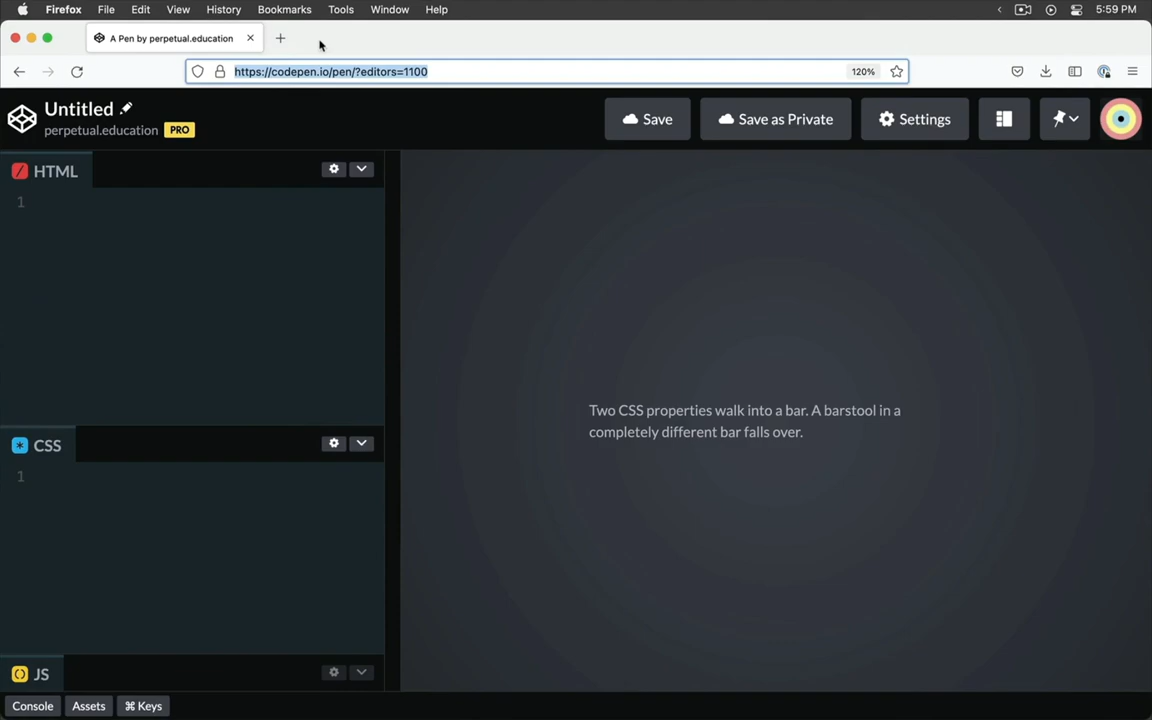 Firefox File Edit View History Bookmarks Tools Window Help 5:59 PM
A Pen by perpetual.education
https://codepen.io/pen/?editors=1100 120%
Untitled
perpetual.education PRO
Save Save as Private Settings
HTML
1
Two CSS properties walk into a bar. A barstool in a
completely different bar falls over.
CSS
1
JS
Console Assets ⌘ Keys